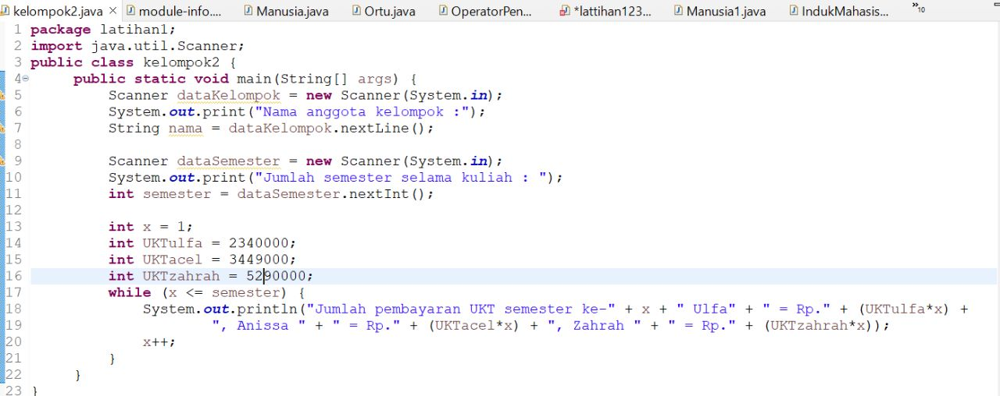 kelompok2.java module-info.... Manusia.java Ortu.java OperatorPen... *lattihan123... Manusia1.java IndukMahasis... »10
1 package latihan1;
2 import java.util.Scanner;
3 public class kelompok2 {
4 public static void main(String[] args) {
5 Scanner dataKelompok = new Scanner(System.in);
6 System.out.print("Nama anggota kelompok :");
7 String nama = dataKelompok.nextLine();
8
9 Scanner dataSemester = new Scanner(System.in);
10 System.out.print("Jumlah semester selama kuliah : ");
11 int semester = dataSemester.nextInt();
12
13 int x = 1;
14 int UKTulfa = 2340000;
15 int UKTacel = 3449000;
16 int UKTzahrah = 5290000;
17 while (x <= semester) {
18 System.out.println("Jumlah pembayaran UKT semester ke-" + x + " Ulfa" + " = Rp." + (UKTulfa*x) +
19 ", Anissa " + " = Rp." + (UKTacel*x) + ", Zahrah " + " = Rp." + (UKTzahrah*x));
20 x++;
21 }
22 }
23 }